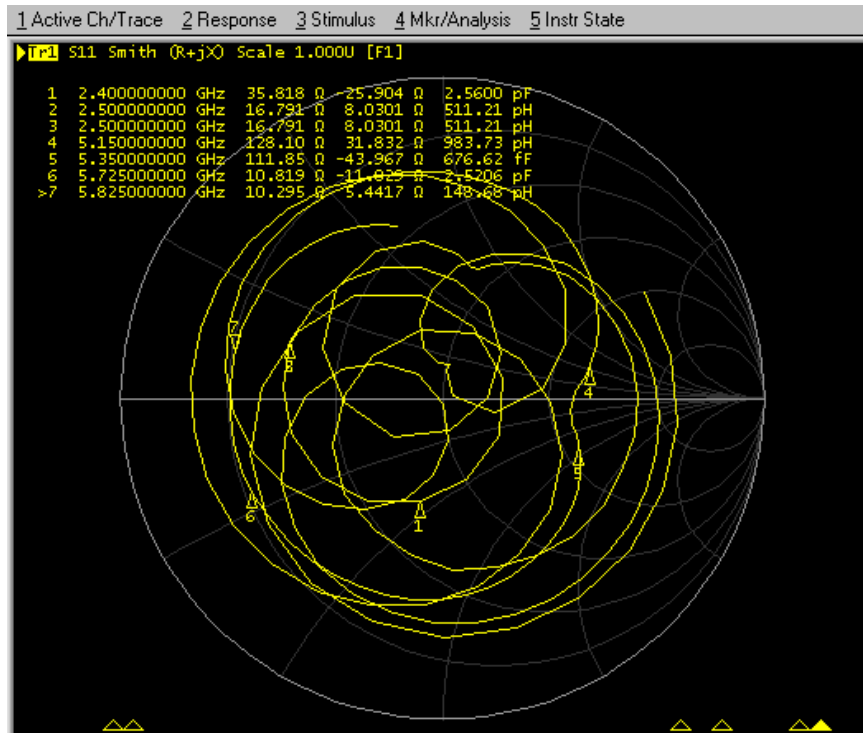 1 Active Ch/Trace 2 Response 3 Stimulus 4 Mkr/Analysis 5 Instr State
Tr1 S11 Smith (R+jX) Scale 1.000U [F1]
1 2.400000000 GHz 35.818 Ω -25.904 Ω 2.5600 pF
2 2.500000000 GHz 16.791 Ω 8.0301 Ω 511.21 pH
3 2.500000000 GHz 16.791 Ω 8.0301 Ω 511.21 pH
4 5.150000000 GHz 128.10 Ω 31.832 Ω 983.73 pH
5 5.350000000 GHz 111.85 Ω -43.967 Ω 676.62 fF
6 5.725000000 GHz 10.819 Ω -11.029 Ω 2.5206 pF
>7 5.825000000 GHz 10.295 Ω 5.4417 Ω 148.68 pH
7
3
4
5
6
1